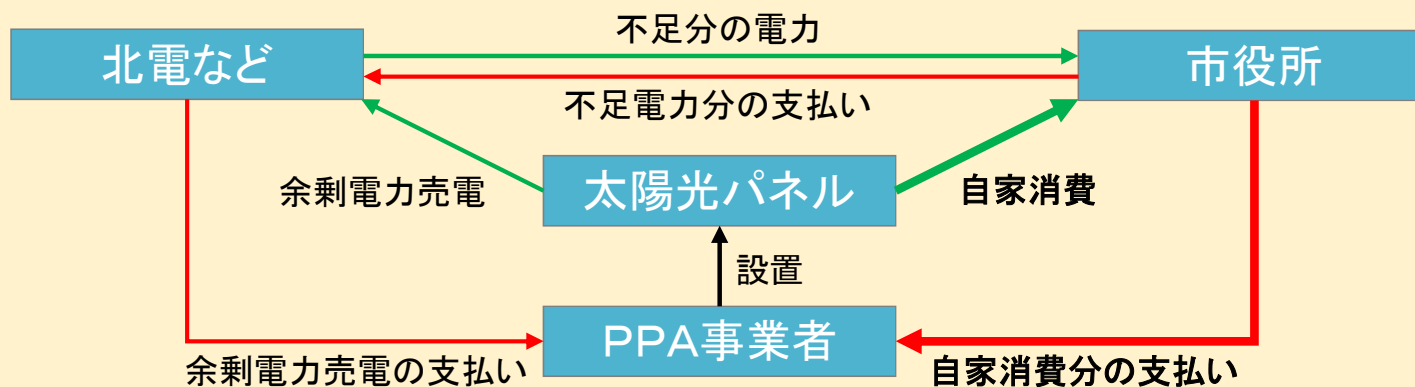 不足分の電力
北電など
市役所
不足電力分の支払い
余剰電力売電
太陽光パネル
自家消費
設置
PPA事業者
余剰電力売電の支払い
自家消費分の支払い